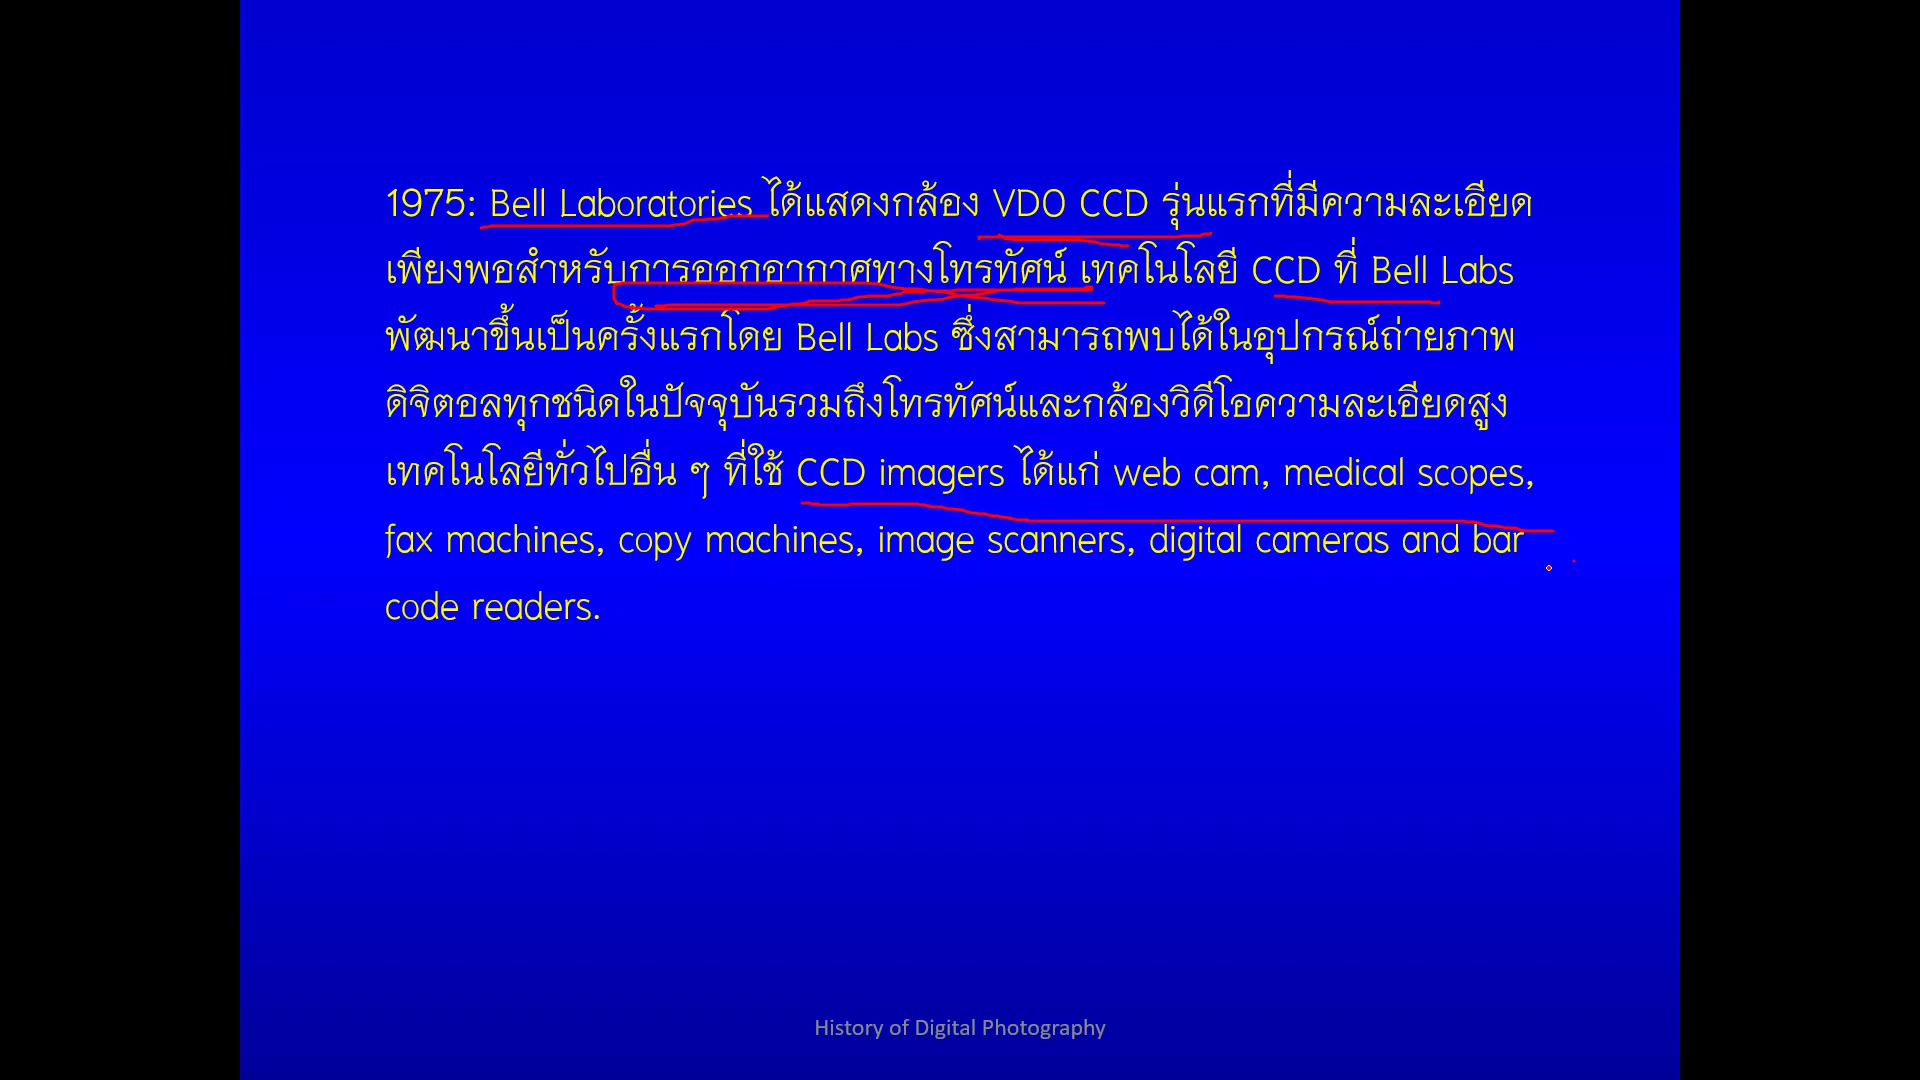 1975: Bell Laboratories ได้แสดงกล้อง VDO CCD รุ่นแรกที่มีความละเอียด
เพียงพอสำหรับการออกอากาศทางโทรทัศน์ เทคโนโลยี CCD ที่ Bell Labs
พัฒนาขึ้นเป็นครั้งแรกโดย Bell Labs ซึ่งสามารถพบได้ในอุปกรณ์ถ่ายภาพ
ดิจิตอลทุกชนิดในปัจจุบันรวมถึงโทรทัศน์และกล้องวิดีโอความละเอียดสูง
เทคโนโลยีทั่วไปอื่น ๆ ที่ใช้ CCD imagers ได้แก่ web cam, medical scopes,
fax machines, copy machines, image scanners, digital cameras and bar
code readers.
History of Digital Photography